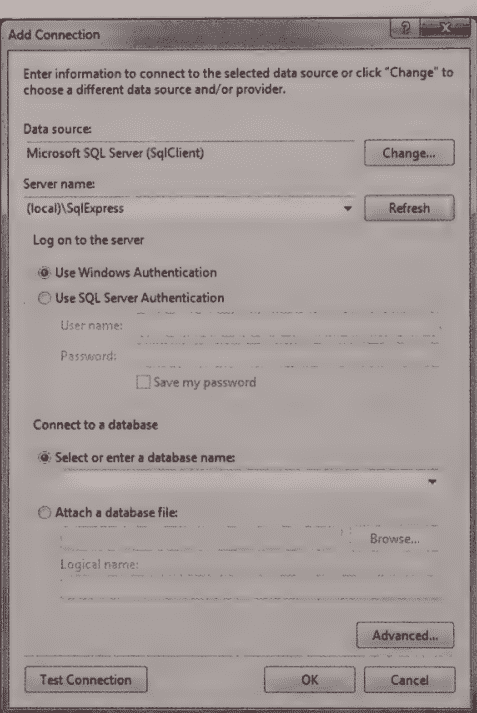 Add Connection
Enter information to connect to the selected data source or click "Change" to
choose a different data source and/or provider.
Data source:
Microsoft SQL Server (SqlClient)
Change...
Server name:
(local)\SqlExpress
Refresh
Log on to the server
Use Windows Authentication
Use SQL Server Authentication
User name:
Password:
Save my password
Connect to a database
Select or enter a database name:
Attach a database file:
Browse...
Logical name:
Advanced...
Test Connection
OK
Cancel